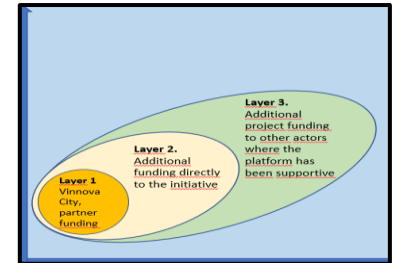 Layer 3.
Additional
project funding
to other actors
where the
platform has
been supportive
Layer 2.
Additional
funding directly
to the initiative
Layer 1
Vinnova
City,
partner
funding